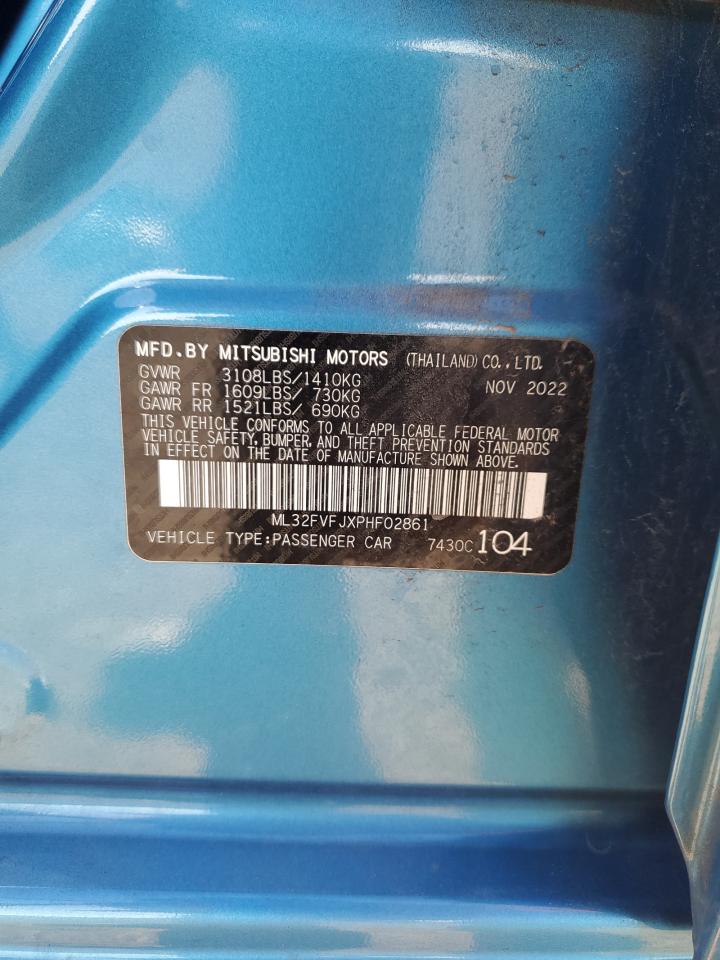 MFD.BY MITSUBISHI MOTORS (THAILAND) CO.,LTD.
GVWR 3108LBS/1410KG NOV 2022
GAWR FR 1609LBS/ 730KG
GAWR RR 1521LBS/ 690KG
THIS VEHICLE CONFORMS TO ALL APPLICABLE FEDERAL MOTOR
VEHICLE SAFETY, BUMPER, AND THEFT PREVENTION STANDARDS
IN EFFECT ON THE DATE OF MANUFACTURE SHOWN ABOVE.
ML32FVFJXPHF02861
VEHICLE TYPE:PASSENGER CAR 7430C 104